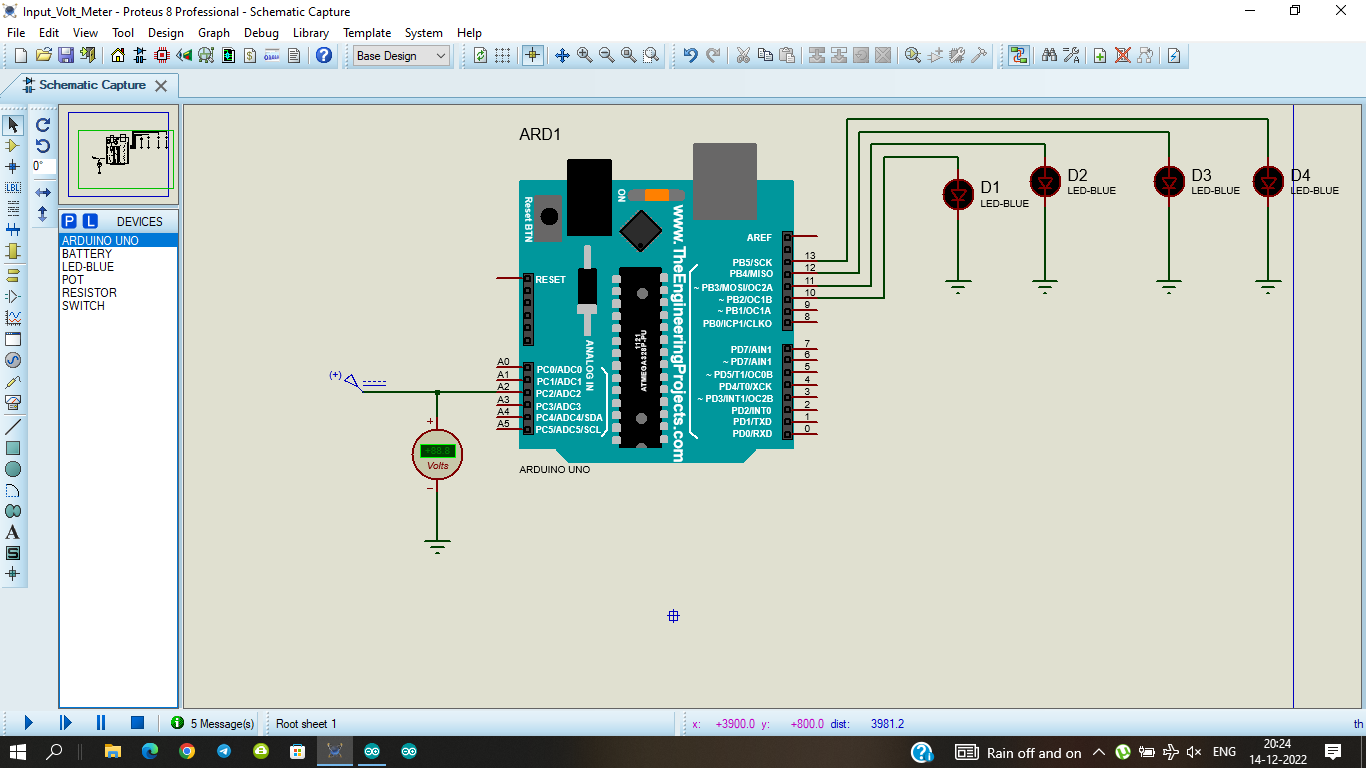 Input_Volt_Meter - Proteus 8 Professional - Schematic Capture
File Edit View Tool Design Graph Debug Library Template System Help
Base Design
Schematic Capture
0°
LBL
P L DEVICES
ARDUINO UNO
BATTERY
LED-BLUE
POT
RESISTOR
SWITCH
A
S
ARD1
ON
Reset BTN
www.TheEngineeringProjects.com
RESET
ANALOG IN
1121
ATMEGA328P-PU
AREF
PB5/SCK 13
PB4/MISO 12
~ PB3/MOSI/OC2A 11
~ PB2/OC1B 10
~ PB1/OC1A 9
PB0/ICP1/CLKO 8
PD7/AIN1 7
~ PD7/AIN1 6
~ PD5/T1/OC0B 5
PD4/T0/XCK 4
~ PD3/INT1/OC2B 3
PD2/INT0 2
PD1/TXD 1
PD0/RXD 0
A0 PC0/ADC0
A1 PC1/ADC1
A2 PC2/ADC2
A3 PC3/ADC3
A4 PC4/ADC4/SDA
A5 PC5/ADC5/SCL
ARDUINO UNO
(+)
+
+88.8
Volts
−
D1
LED-BLUE
D2
LED-BLUE
D3
LED-BLUE
D4
LED-BLUE
5 Message(s) Root sheet 1 x: +3900.0 y: +800.0 dist: 3981.2 th
Rain off and on ENG 20:24
14-12-2022